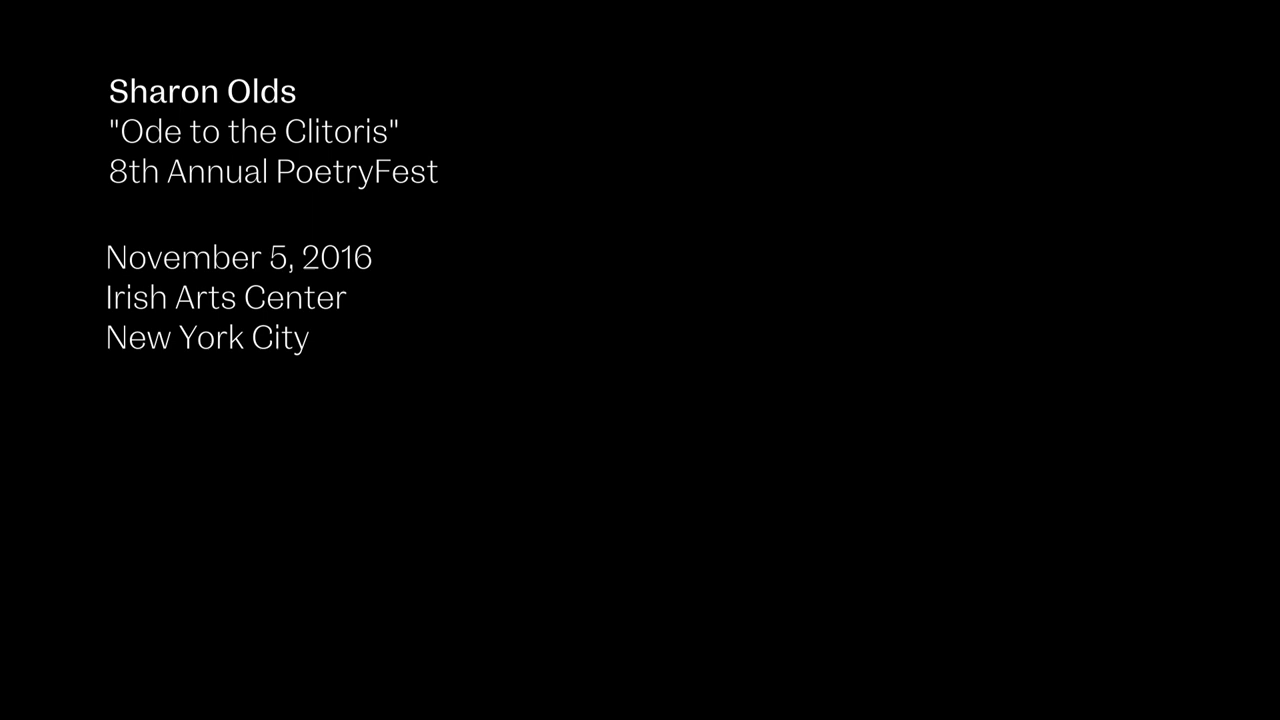 Sharon Olds
"Ode to the Clitoris"
8th Annual PoetryFest
November 5, 2016
Irish Arts Center
New York City